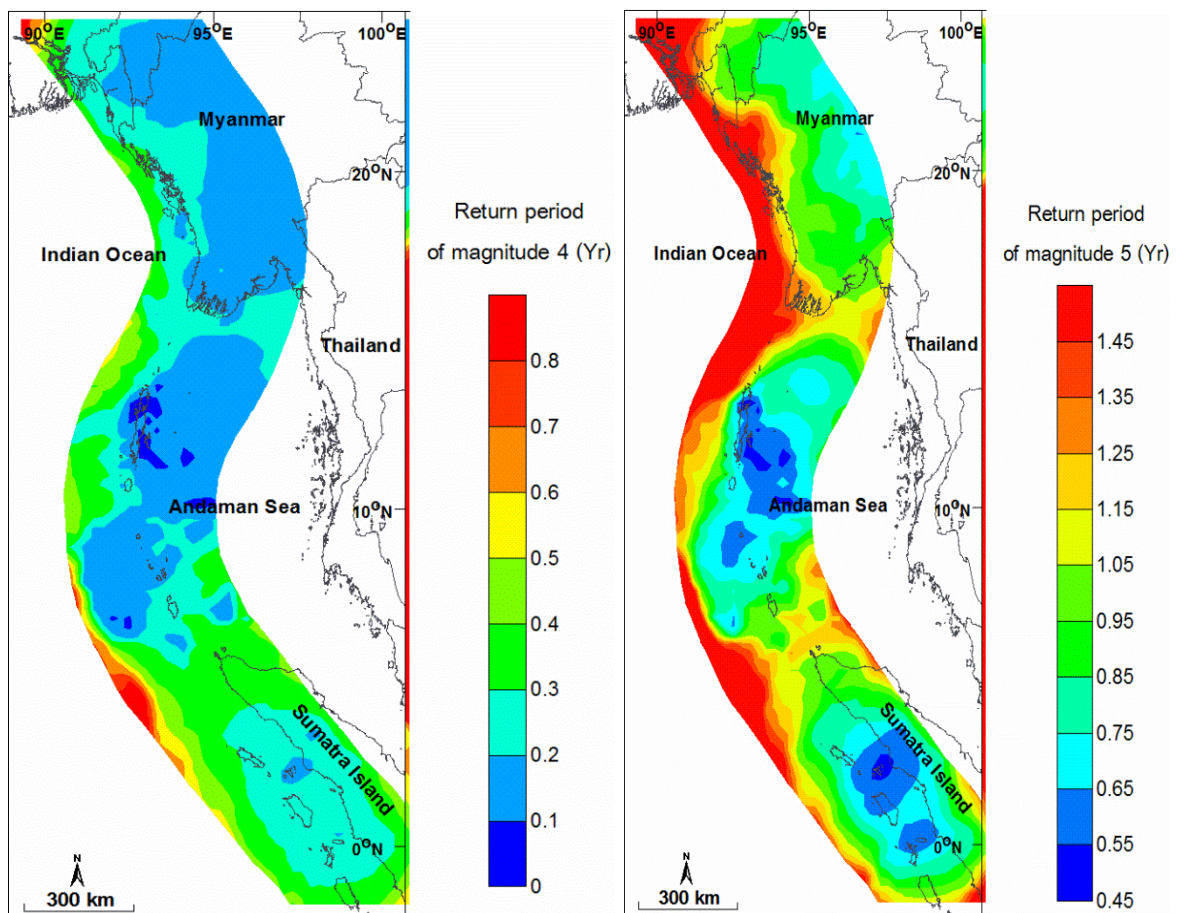 90°E 95°E 100°E
Myanmar
20°N
Indian Ocean
Thailand
Andaman Sea
10°N
Sumatra Island
0°N
N
300 km
Return period
of magnitude 4 (Yr)
0.8
0.7
0.6
0.5
0.4
0.3
0.2
0.1
0
90°E 95°E 100°E
Myanmar
20°N
Indian Ocean
Thailand
Andaman Sea
10°N
Sumatra Island
0°N
N
300 km
Return period
of magnitude 5 (Yr)
1.45
1.35
1.25
1.15
1.05
0.95
0.85
0.75
0.65
0.55
0.45